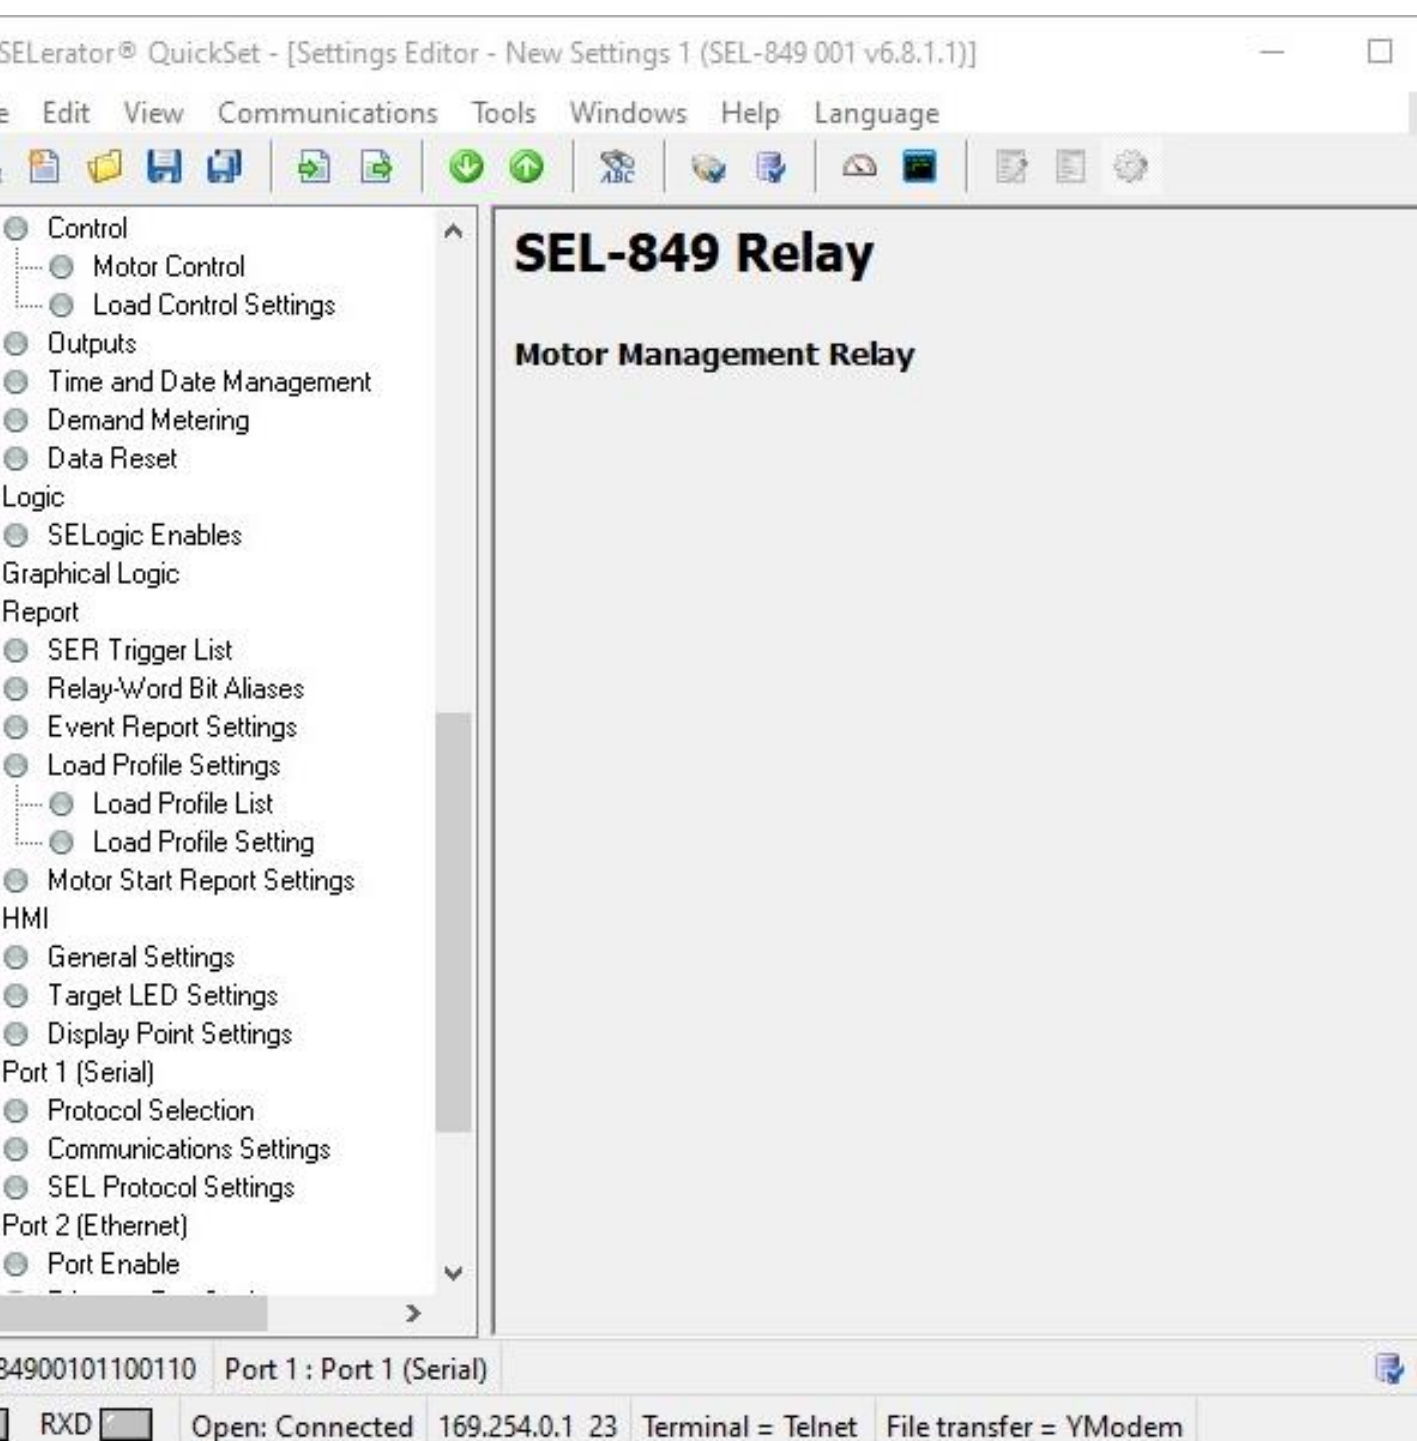 SELerator® QuickSet - [Settings Editor - New Settings 1 (SEL-849 001 v6.8.1.1)]
Edit View Communications Tools Windows Help Language
ABC
Control
Motor Control
Load Control Settings
Outputs
Time and Date Management
Demand Metering
Data Reset
Logic
SELogic Enables
Graphical Logic
Report
SER Trigger List
Relay-Word Bit Aliases
Event Report Settings
Load Profile Settings
Load Profile List
Load Profile Setting
Motor Start Report Settings
HMI
General Settings
Target LED Settings
Display Point Settings
Port 1 (Serial)
Protocol Selection
Communications Settings
SEL Protocol Settings
Port 2 (Ethernet)
Port Enable
SEL-849 Relay
Motor Management Relay
84900101100110 Port 1 : Port 1 (Serial)
RXD Open: Connected 169.254.0.1 23 Terminal = Telnet File transfer = YModem